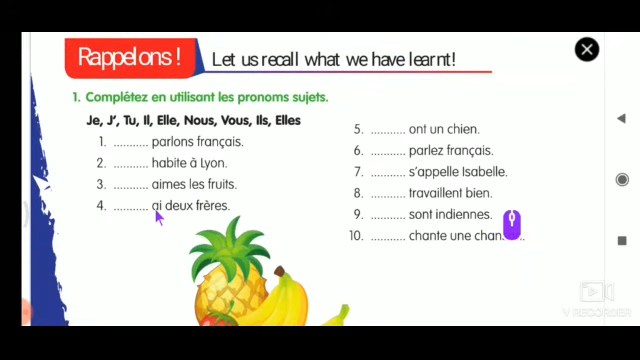 Rappelons !
Let us recall what we have learnt!
1. Complétez en utilisant les pronoms sujets.
Je, J', Tu, Il, Elle, Nous, Vous, Ils, Elles
1. ........... parlons français.
2. ........... habite à Lyon.
3. ........... aimes les fruits.
4. ........... ai deux frères.
5. ........... ont un chien.
6. ........... parlez français.
7. ........... s'appelle Isabelle.
8. ........... travaillent bien.
9. ........... sont indiennes.
10. ........... chante une
V RECORDER